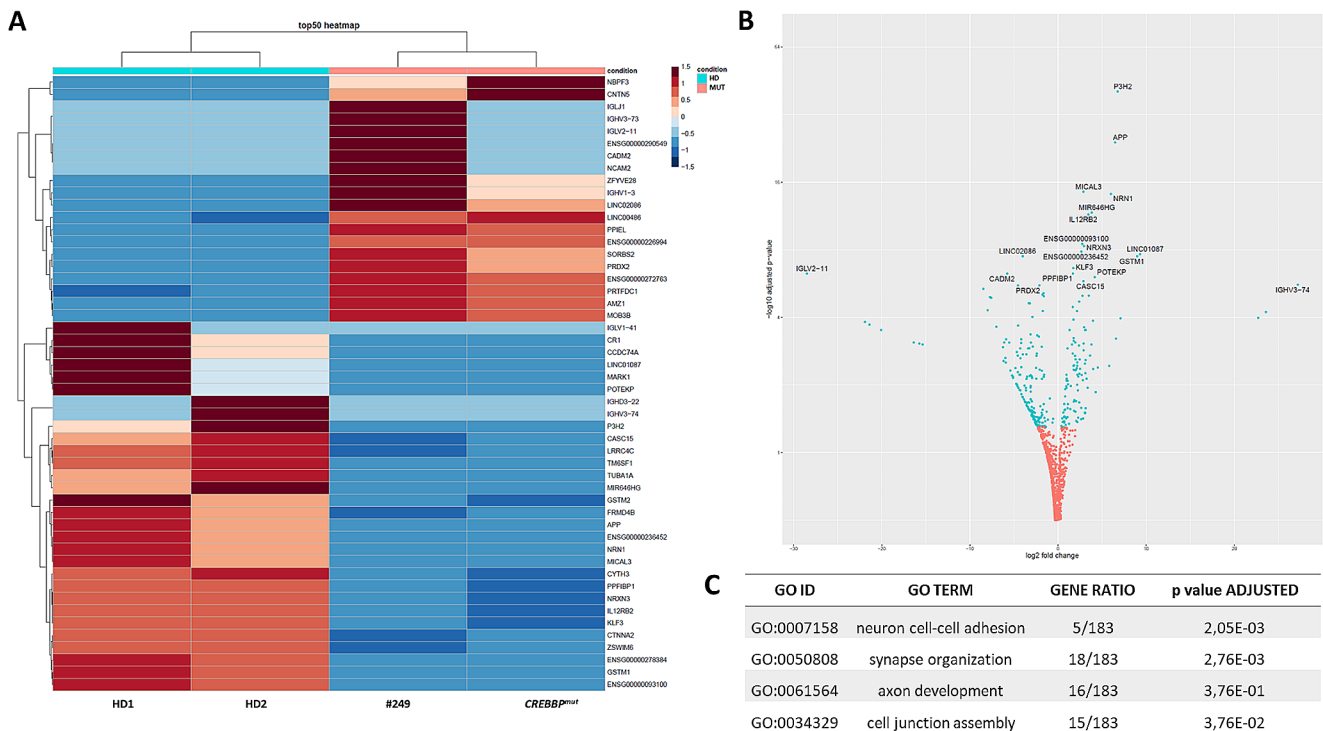 A
top50 heatmap
condition
NBPF3
CNTN5
IGLJ1
IGHV3-73
IGLV2-11
ENSG00000290549
CADM2
NCAM2
ZFYVE28
IGHV1-3
LINC02086
LINC00486
PPIEL
ENSG00000226994
SORBS2
PRDX2
ENSG00000272763
PRTFDC1
AMZ1
MOB3B
IGLV1-41
CR1
CCDC74A
LINC01087
MARK1
POTEKP
IGHD3-22
IGHV3-74
P3H2
CASC15
LRRC4C
TM6SF1
TUBA1A
MIR646HG
GSTM2
FRMD4B
APP
ENSG00000236452
NRN1
MICAL3
CYTH3
PPFIBP1
NRXN3
IL12RB2
KLF3
CTNNA2
ZSWIM6
ENSG00000278384
GSTM1
ENSG00000093100
1.5
1
0.5
0
-0.5
-1
-1.5
condition
HD
MUT
HD1 HD2 #249 CREBBPmut
B
-log10 adjusted p-value
64
16
4
1
P3H2
APP
MICAL3
NRN1
MIR646HG
IL12RB2
ENSG00000093100
NRXN3
LINC02086
LINC01087
ENSG00000236452
GSTM1
IGLV2-11
KLF3
CADM2
PPFIBP1
POTEKP
PRDX2
CASC15
IGHV3-74
-30 -10 0 10 20
log2 fold change
C
GO ID GO TERM GENE RATIO p value ADJUSTED
GO:0007158 neuron cell-cell adhesion 5/183 2,05E-03
GO:0050808 synapse organization 18/183 2,76E-03
GO:0061564 axon development 16/183 3,76E-01
GO:0034329 cell junction assembly 15/183 3,76E-02